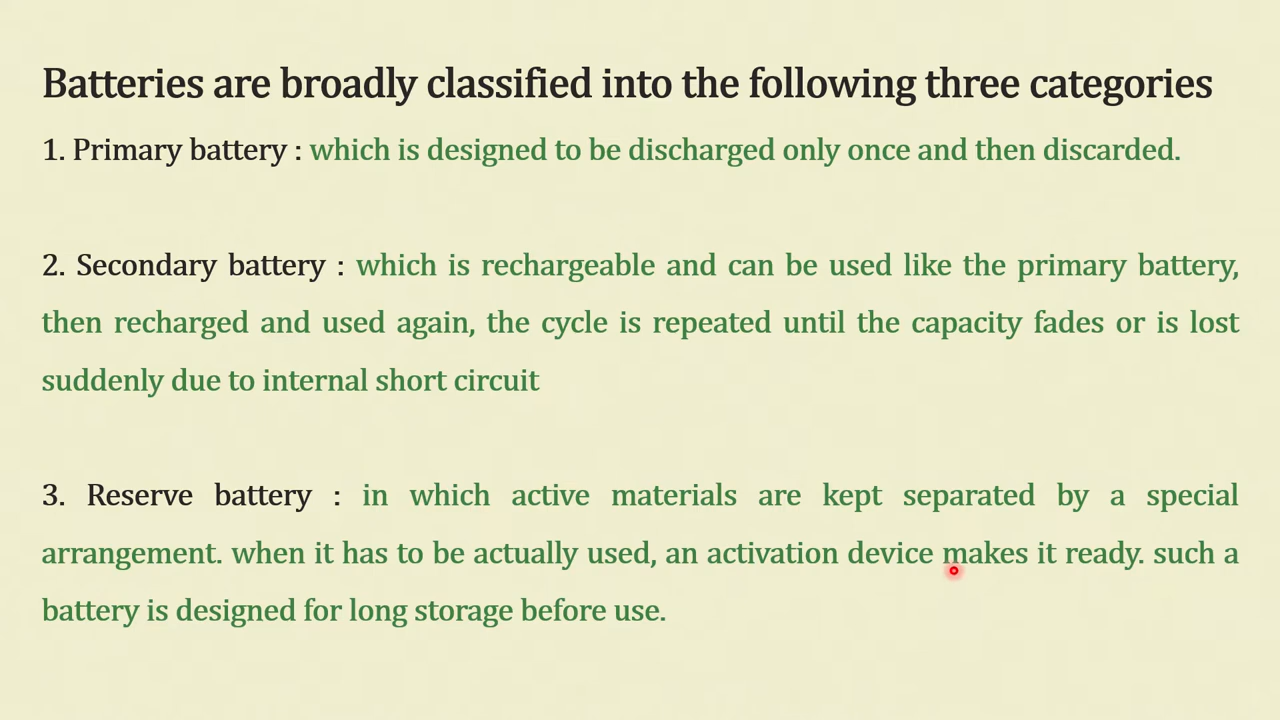 Batteries are broadly classified into the following three categories
1. Primary battery : which is designed to be discharged only once and then discarded.
2. Secondary battery : which is rechargeable and can be used like the primary battery,
then recharged and used again, the cycle is repeated until the capacity fades or is lost
suddenly due to internal short circuit
3. Reserve battery : in which active materials are kept separated by a special
arrangement. when it has to be actually used, an activation device makes it ready. such a
battery is designed for long storage before use.